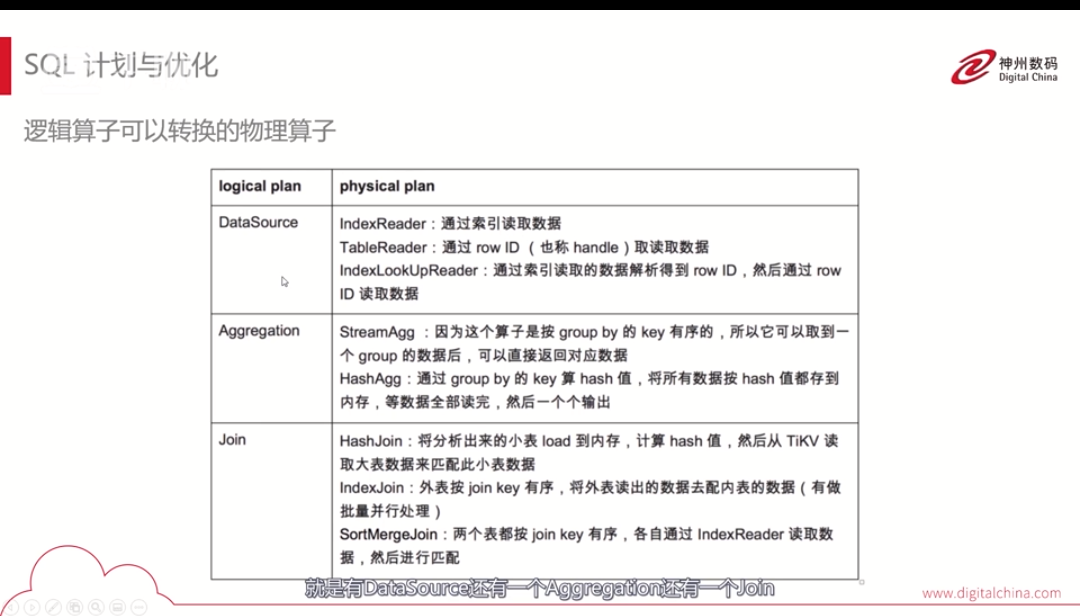 SQL 计划与优化
神州数码
Digital China
逻辑算子可以转换的物理算子
logical plan
physical plan
DataSource
IndexReader：通过索引读取数据
TableReader：通过 row ID （也称 handle）取读取数据
IndexLookUpReader：通过索引读取的数据解析得到 row ID，然后通过 row
ID 读取数据
Aggregation
StreamAgg ：因为这个算子是按 group by 的 key 有序的，所以它可以取到一
个 group 的数据后，可以直接返回对应数据
HashAgg：通过 group by 的 key 算 hash 值，将所有数据按 hash 值都存到
内存，等数据全部读完，然后一个个输出
Join
HashJoin：将分析出来的小表 load 到内存，计算 hash 值，然后从 TiKV 读
取大表数据来匹配此小表数据
IndexJoin：外表按 join key 有序，将外表读出的数据去配内表的数据（有做
批量并行处理）
SortMergeJoin：两个表都按 join key 有序，各自通过 IndexReader 读取数
据，然后进行匹配
就是有DataSource还有一个Aggregation还有一个Join
www.digitalchina.com